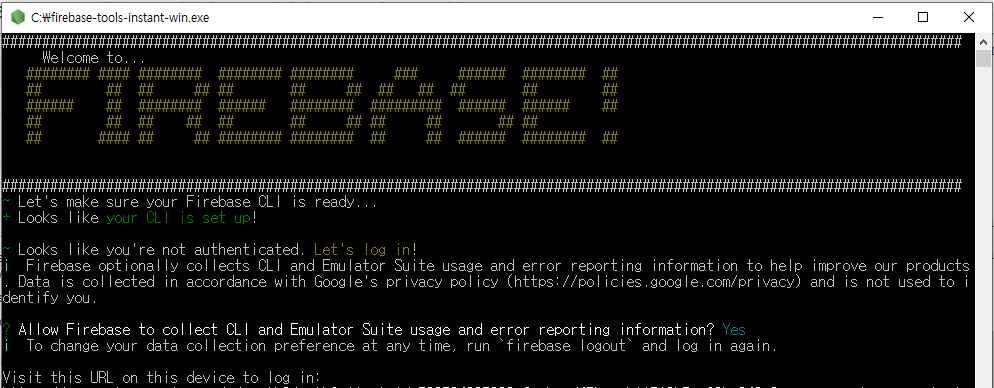 C:₩firebase-tools-instant-win.exe
Welcome to...
FIREBASE!
~ Let's make sure your Firebase CLI is ready...
+ Looks like your CLI is set up!
~ Looks like you're not authenticated. Let's log in!
i  Firebase optionally collects CLI and Emulator Suite usage and error reporting information to help improve our products
. Data is collected in accordance with Google's privacy policy (https://policies.google.com/privacy) and is not used to i
dentify you.
? Allow Firebase to collect CLI and Emulator Suite usage and error reporting information? Yes
i  To change your data collection preference at any time, run `firebase logout` and log in again.
Visit this URL on this device to log in: